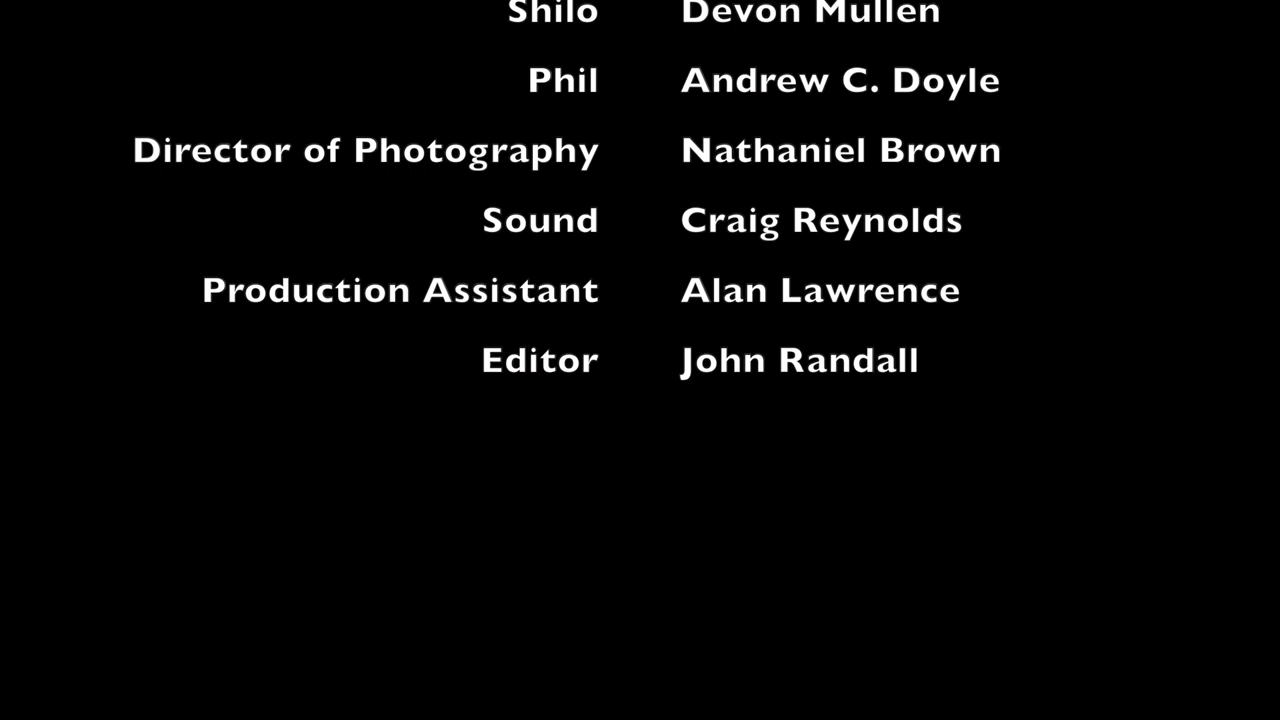 Shilo Devon Mullen
Phil Andrew C. Doyle
Director of Photography Nathaniel Brown
Sound Craig Reynolds
Production Assistant Alan Lawrence
Editor John Randall